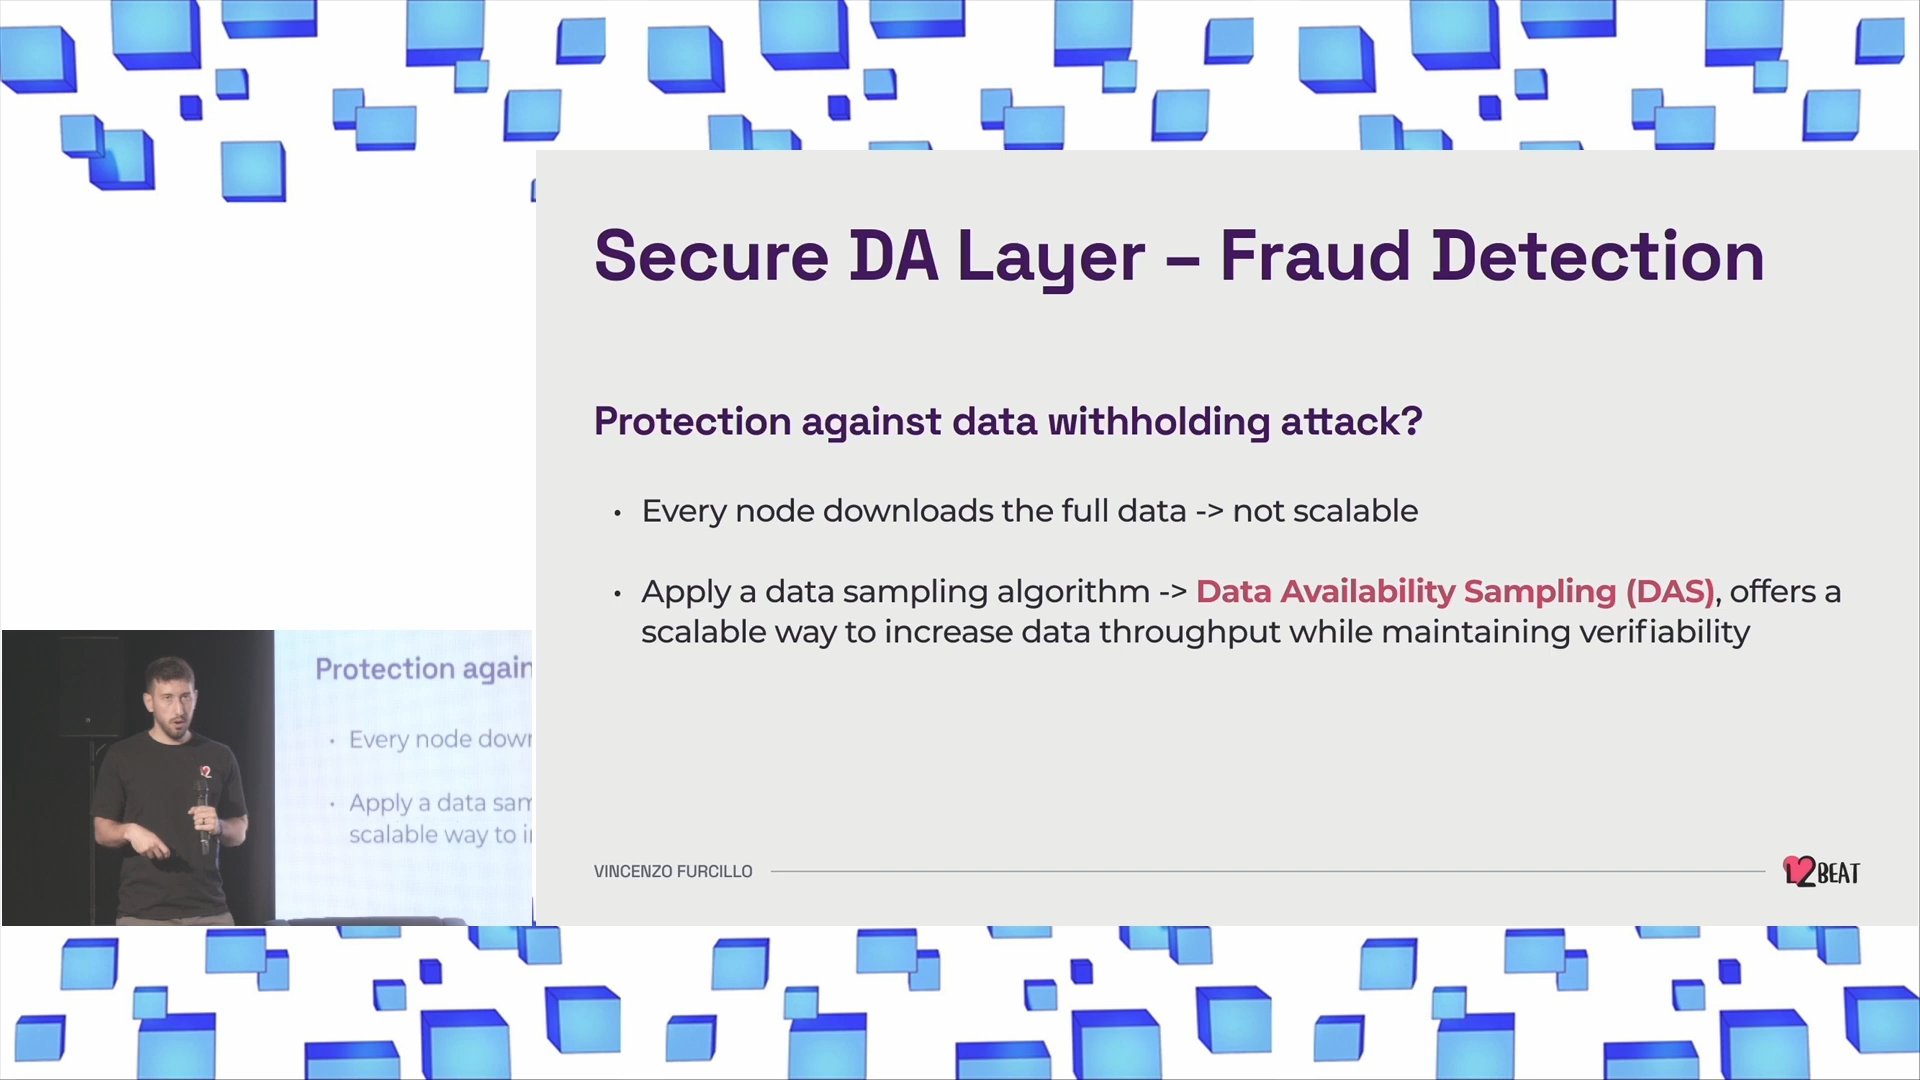 Secure DA Layer – Fraud Detection
Protection against data withholding attack?
• Every node downloads the full data -> not scalable
• Apply a data sampling algorithm -> Data Availability Sampling (DAS), offers a
scalable way to increase data throughput while maintaining verifiability
VINCENZO FURCILLO
L2BEAT
Protection again
• Every node down
• Apply a data sam
scalable way to i
L2